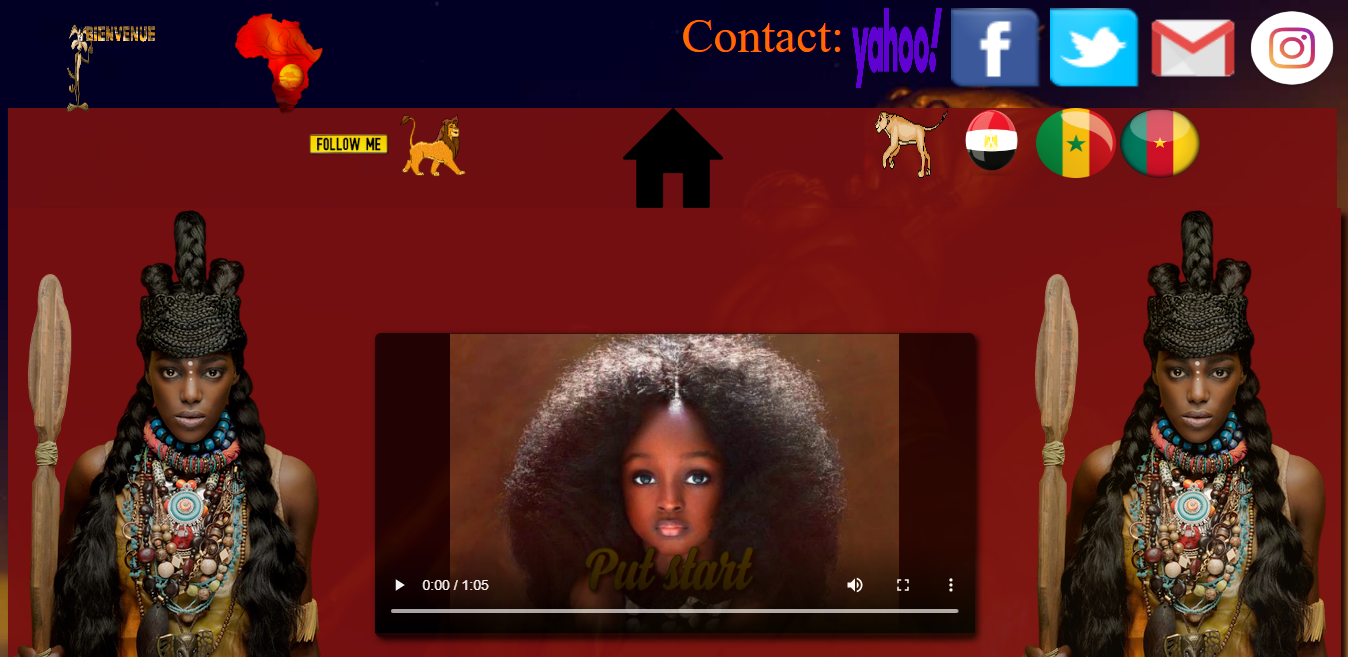 BIENVENUE
Contact:
yahoo!
f
FOLLOW ME
Put start
0:00 / 1:05